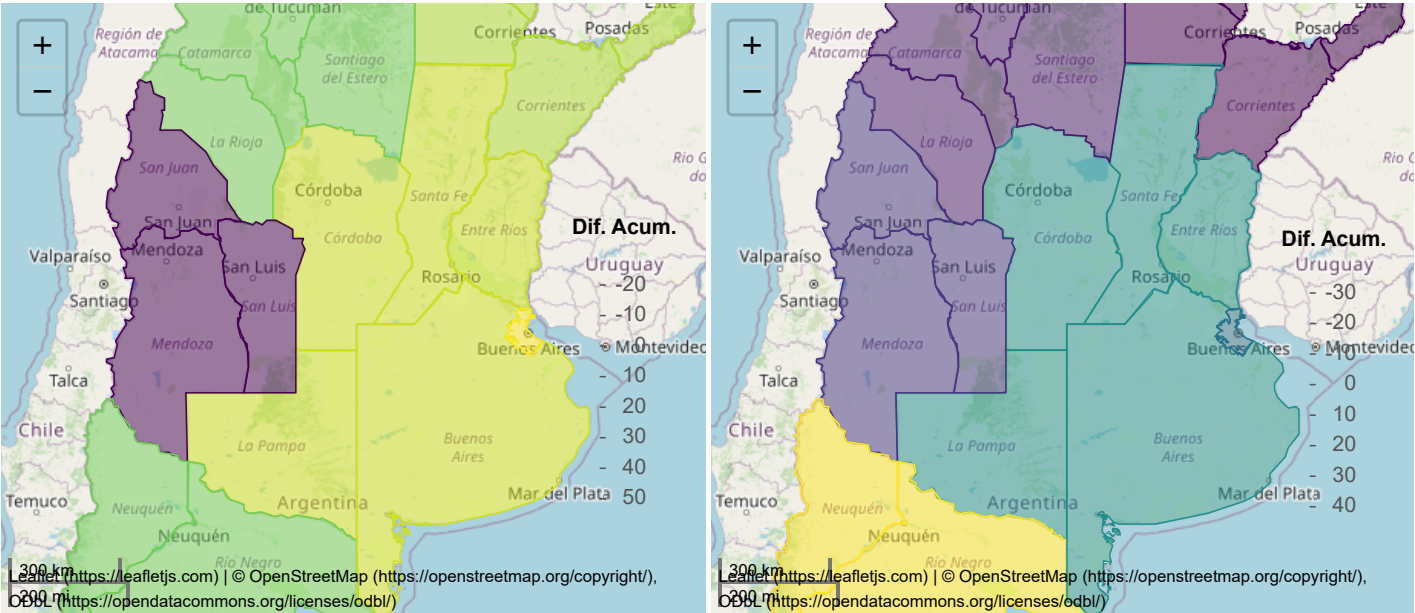 +
−
de Tucumán
Región de
Atacama
Catamarca
Santiago
del Estero
Corrientes
Posadas
Este
Corrientes
La Rioja
San Juan
Córdoba
Santa Fe
San Juan
Córdoba
Entre Ríos
Dif. Acum.
Valparaíso
Mendoza
San Luis
Uruguay
Rosario
-20
Santiago
San Luis
-10
Mendoza
Buenos Aires
0
Montevideo
Talca
10
20
Chile
La Pampa
Buenos
Aires
30
40
Temuco
Neuquén
Argentina
Mar del Plata
50
Neuquén
Río Negro
300 km
Leaflet (https://leafletjs.com) | © OpenStreetMap (https://openstreetmap.org/copyright/),
200 mi
ODbL (https://opendatacommons.org/licenses/odbl/)
+
−
de Tucumán
Región de
Atacama
Catamarca
Santiago
del Estero
Corrientes
Posadas
Este
Corrientes
La Rioja
San Juan
Córdoba
Santa Fe
San Juan
Córdoba
Entre Ríos
Dif. Acum.
Valparaíso
Mendoza
San Luis
Uruguay
Rosario
-30
Santiago
San Luis
-20
Mendoza
Buenos Aires
-10
Montevideo
Talca
0
10
Chile
La Pampa
Buenos
Aires
20
30
Temuco
Neuquén
Argentina
Mar del Plata
40
Neuquén
Río Negro
300 km
Leaflet (https://leafletjs.com) | © OpenStreetMap (https://openstreetmap.org/copyright/),
200 mi
ODbL (https://opendatacommons.org/licenses/odbl/)